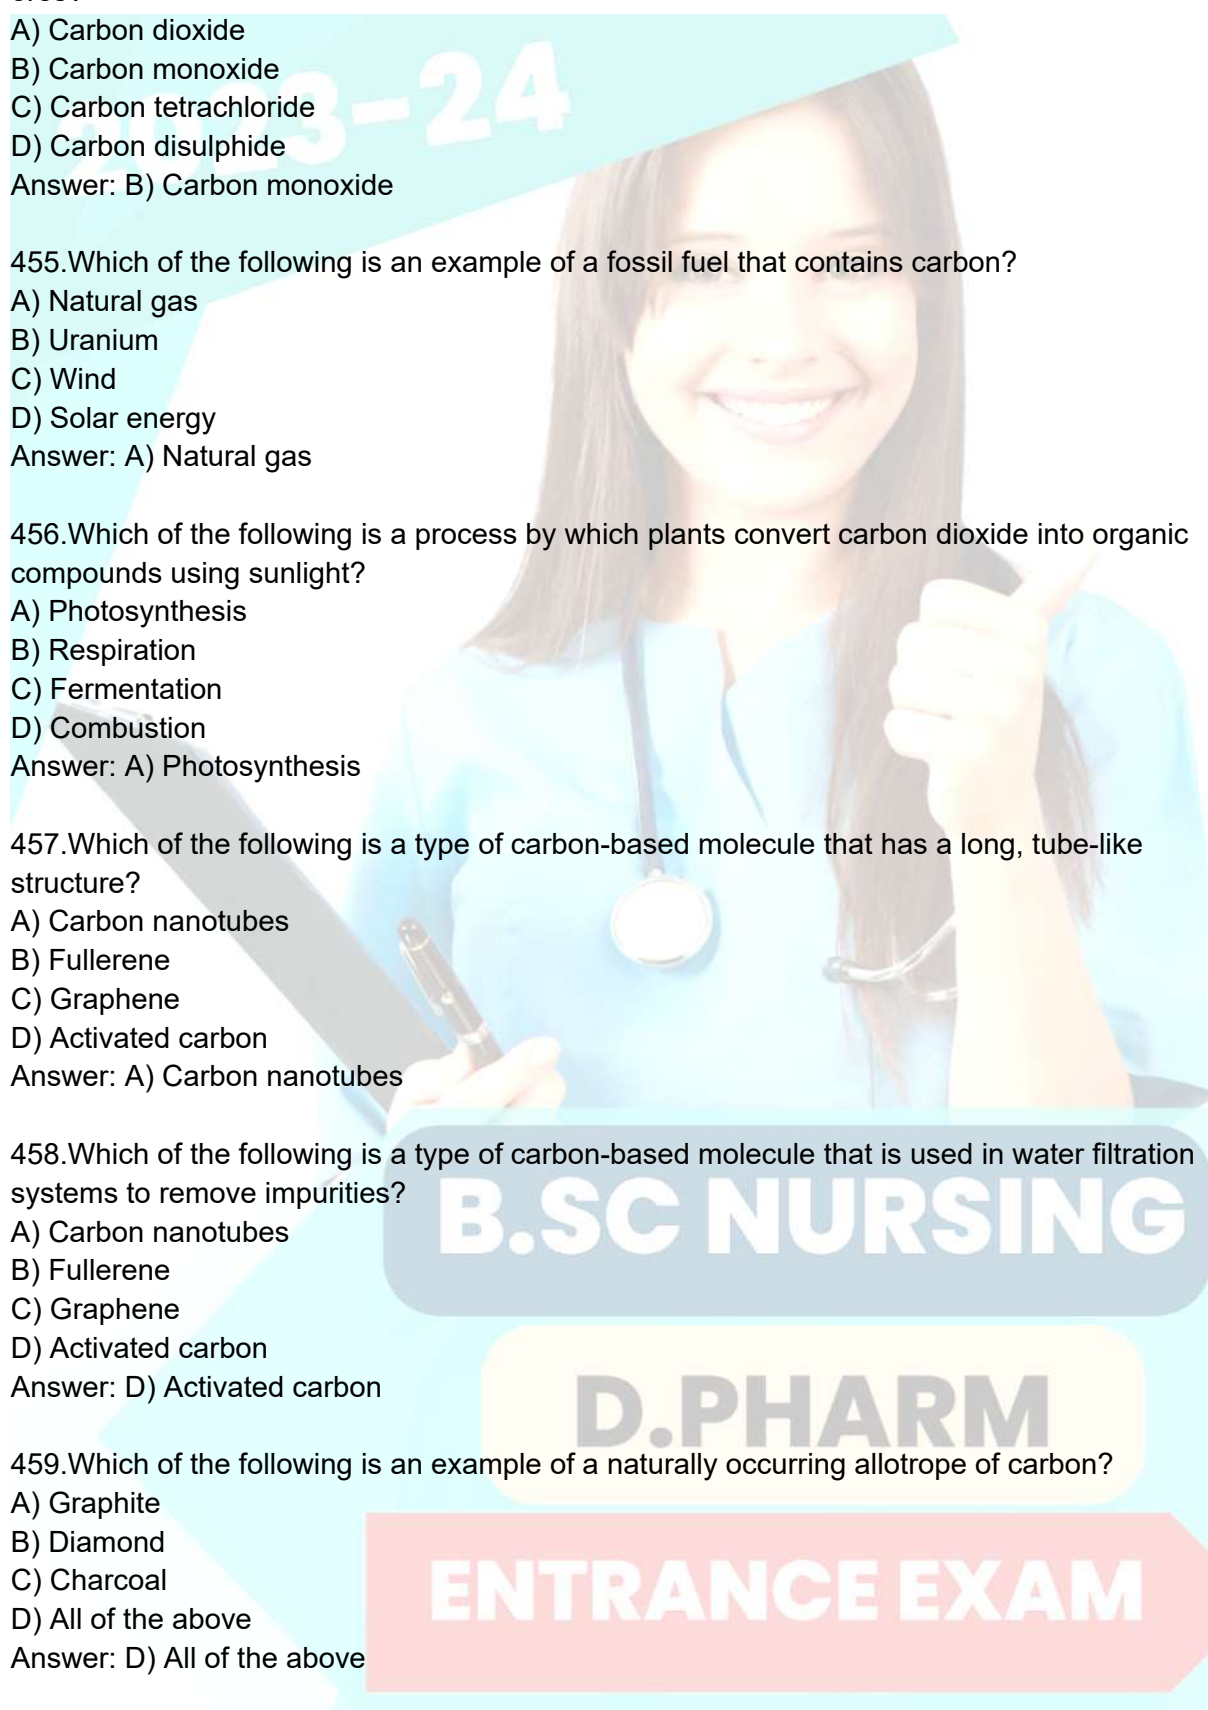 A) Carbon dioxide
B) Carbon monoxide
C) Carbon tetrachloride
D) Carbon disulphide
Answer: B) Carbon monoxide
2023-24
455.Which of the following is an example of a fossil fuel that contains carbon?
A) Natural gas
B) Uranium
C) Wind
D) Solar energy
Answer: A) Natural gas
456.Which of the following is a process by which plants convert carbon dioxide into organic
compounds using sunlight?
A) Photosynthesis
B) Respiration
C) Fermentation
D) Combustion
Answer: A) Photosynthesis
457.Which of the following is a type of carbon-based molecule that has a long, tube-like
structure?
A) Carbon nanotubes
B) Fullerene
C) Graphene
D) Activated carbon
Answer: A) Carbon nanotubes
458.Which of the following is a type of carbon-based molecule that is used in water filtration
systems to remove impurities?
A) Carbon nanotubes
B) Fullerene
C) Graphene
D) Activated carbon
Answer: D) Activated carbon
B.SC NURSING
D.PHARM
459.Which of the following is an example of a naturally occurring allotrope of carbon?
A) Graphite
B) Diamond
C) Charcoal
D) All of the above
Answer: D) All of the above
ENTRANCE EXAM